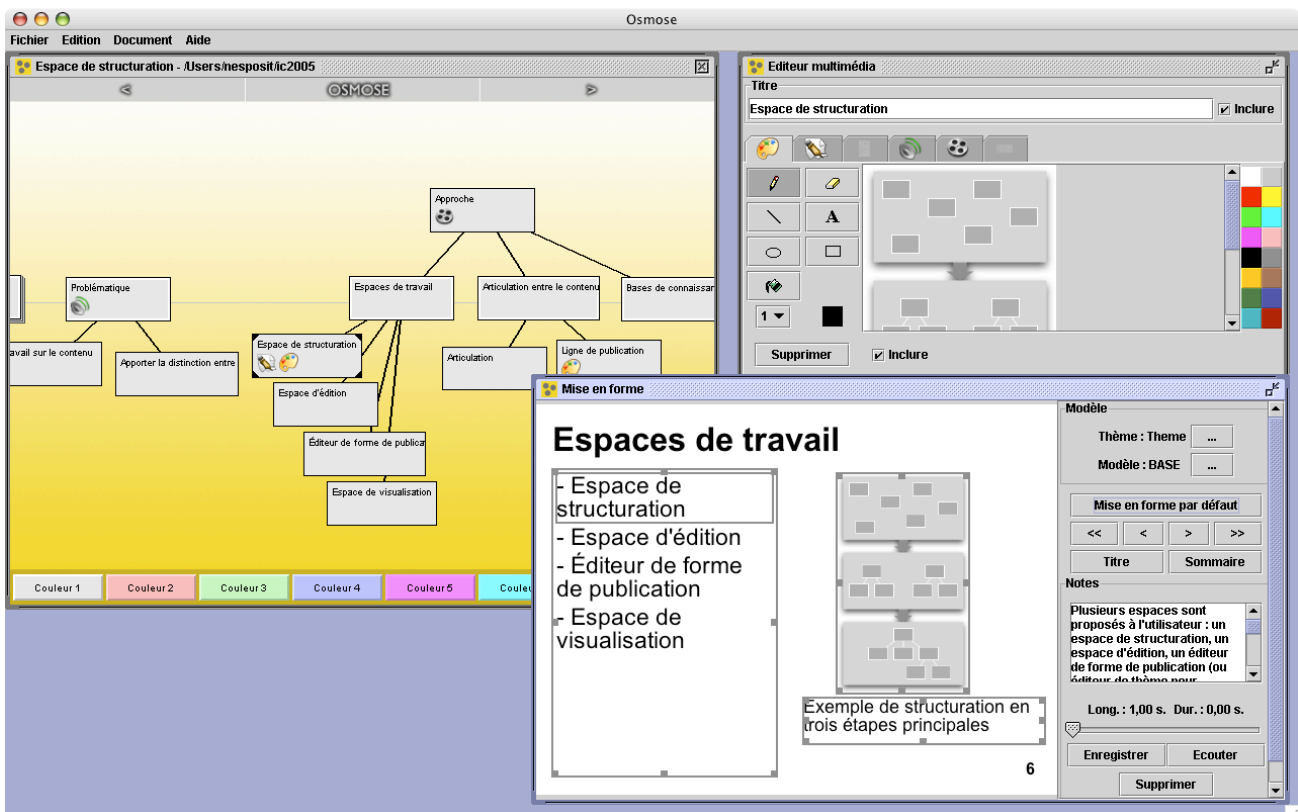 Osmose
Fichier Edition Document Aide
Espace de structuration - /Users/nesposit/ic2005
< OSMOSE >
Approche
Problématique
Espaces de travail
Articulation entre le contenu
Bases de connaissan
avail sur le contenu
Apporter la distinction entre
Espace de structuration
Articulation
Ligne de publication
Espace d'édition
Éditeur de forme de publica
Espace de visualisation
Couleur 1 Couleur 2 Couleur 3 Couleur 4 Couleur 5 Couleu
Editeur multimédia
Titre
Espace de structuration
Inclure
A
1
Supprimer
Inclure
Mise en forme
Espaces de travail
- Espace de
structuration
- Espace d'édition
- Éditeur de forme
de publication
- Espace de
visualisation
Exemple de structuration en
trois étapes principales
6
Modèle
Thème : Theme ...
Modèle : BASE ...
Mise en forme par défaut
<< < > >>
Titre Sommaire
Notes
Plusieurs espaces sont
proposés à l'utilisateur : un
espace de structuration, un
espace d'édition, un éditeur
de forme de publication (ou
éditeur de thème pour
Long. : 1,00 s. Dur. : 0,00 s.
Enregistrer Ecouter
Supprimer